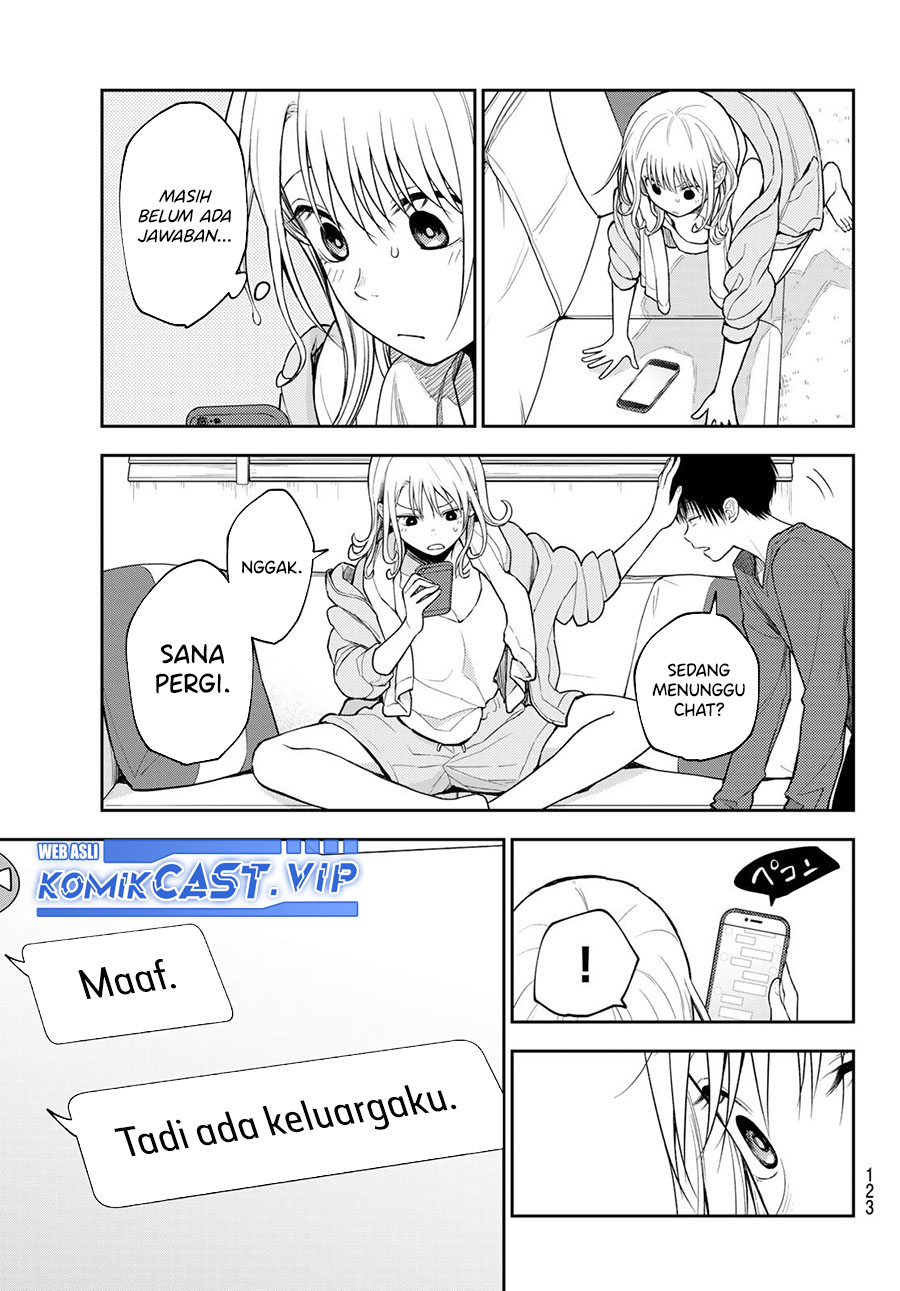 MASIH
BELUM ADA
JAWABAN...
SEDANG
MENUNGGU
CHAT?
NGGAK.
SANA
PERGI.
ペコン
!
WEB ASLI
KOMIKCAST.VIP
Maaf.
Tadi ada keluargaku.
123